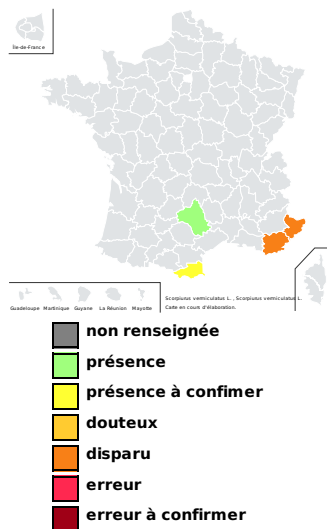 Île-de-France
Scorpiurus vermiculatus L. , Scorpiurus vermiculatus L.
Carte en cours d'élaboration.
Guadeloupe Martinique Guyane La Réunion Mayotte
non renseignée
présence
présence à confimer
douteux
disparu
erreur
erreur à confirmer